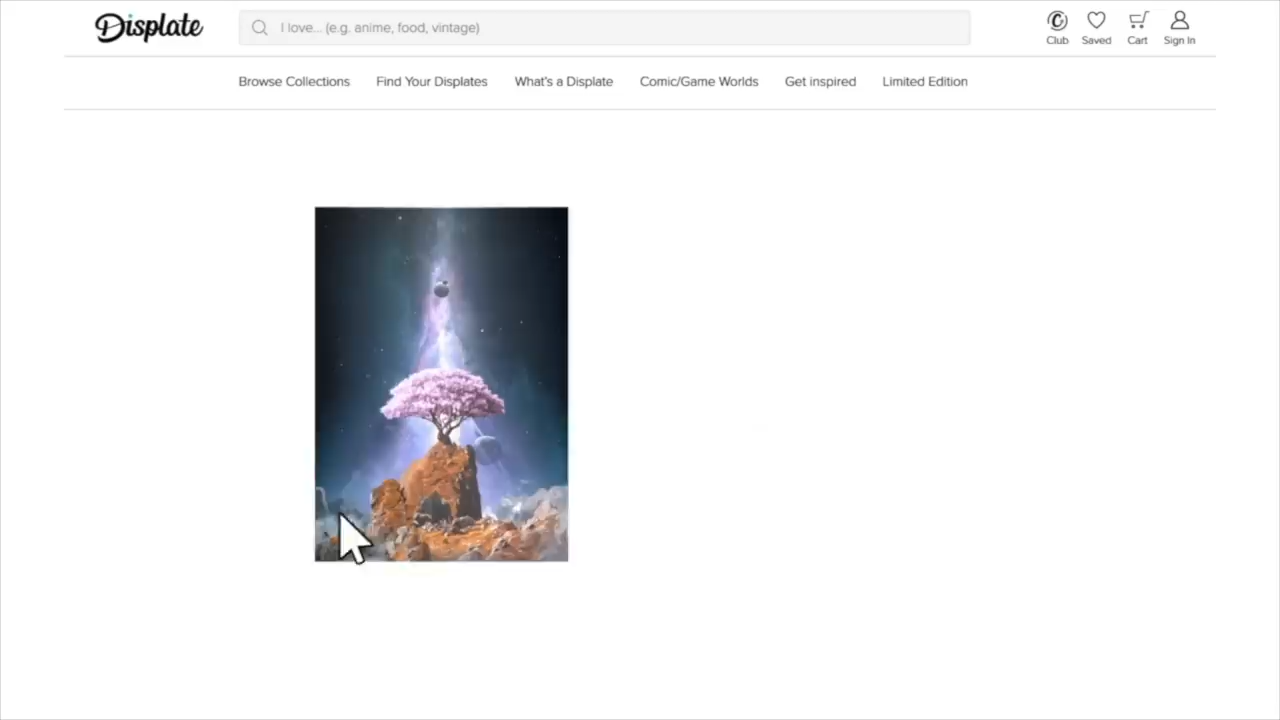 Displate
I love... (e.g. anime, food, vintage)
Club
Saved
Cart
Sign In
Browse Collections
Find Your Displates
What's a Displate
Comic/Game Worlds
Get inspired
Limited Edition